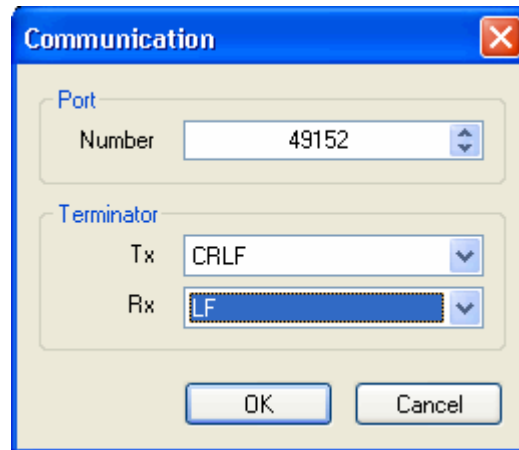 Communication
Port
Number 49152
Terminator
Tx CRLF
Rx LF
OK Cancel